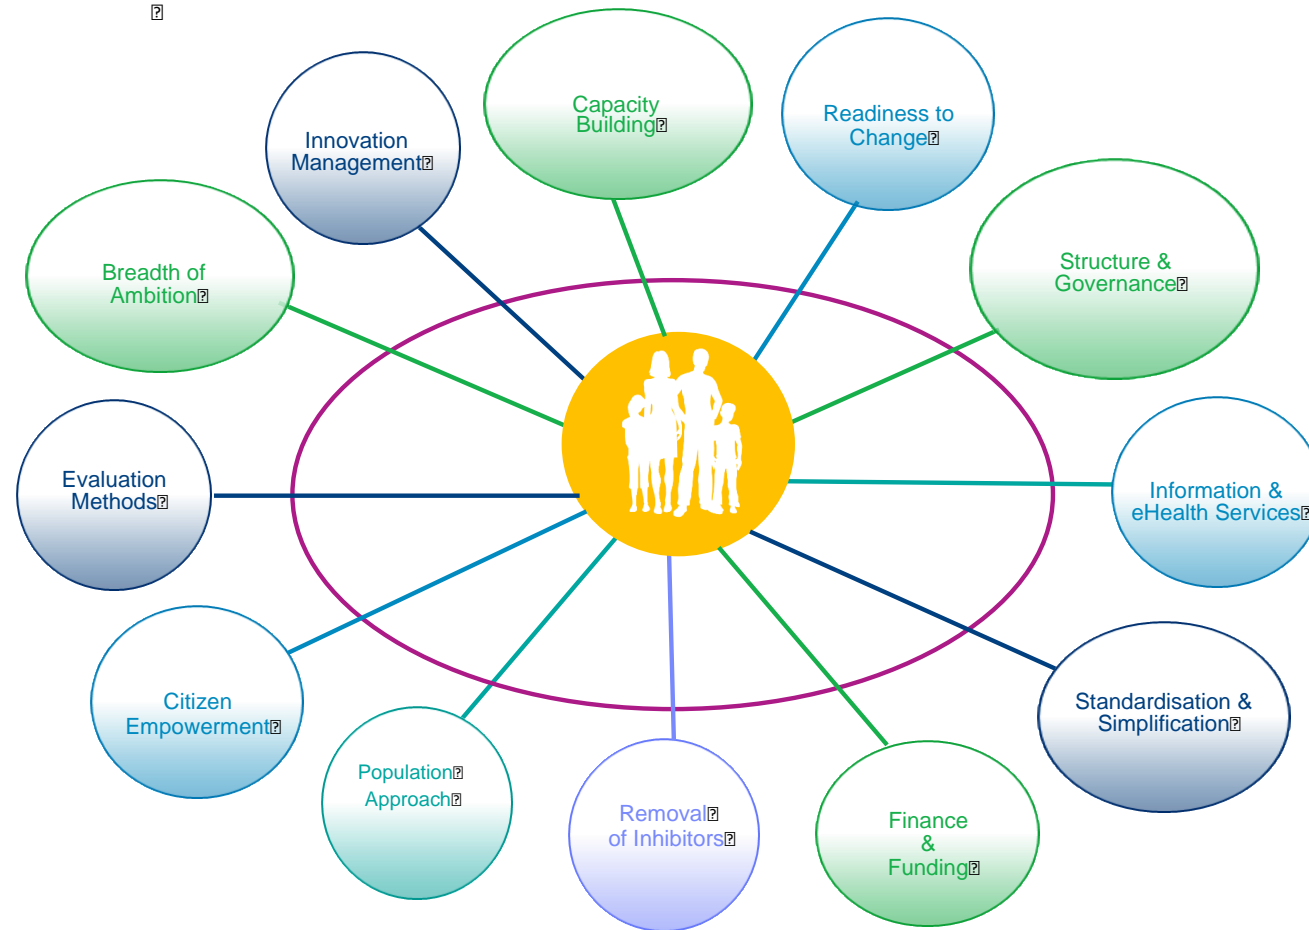 Capacity
Building
Readiness to
Change
Innovation
Management
Structure &
Governance
Breadth of
Ambition
Evaluation
Methods
Information &
eHealth Services
Citizen
Empowerment
Standardisation &
Simplification
Population
Approach
Removal
of Inhibitors
Finance
&
Funding